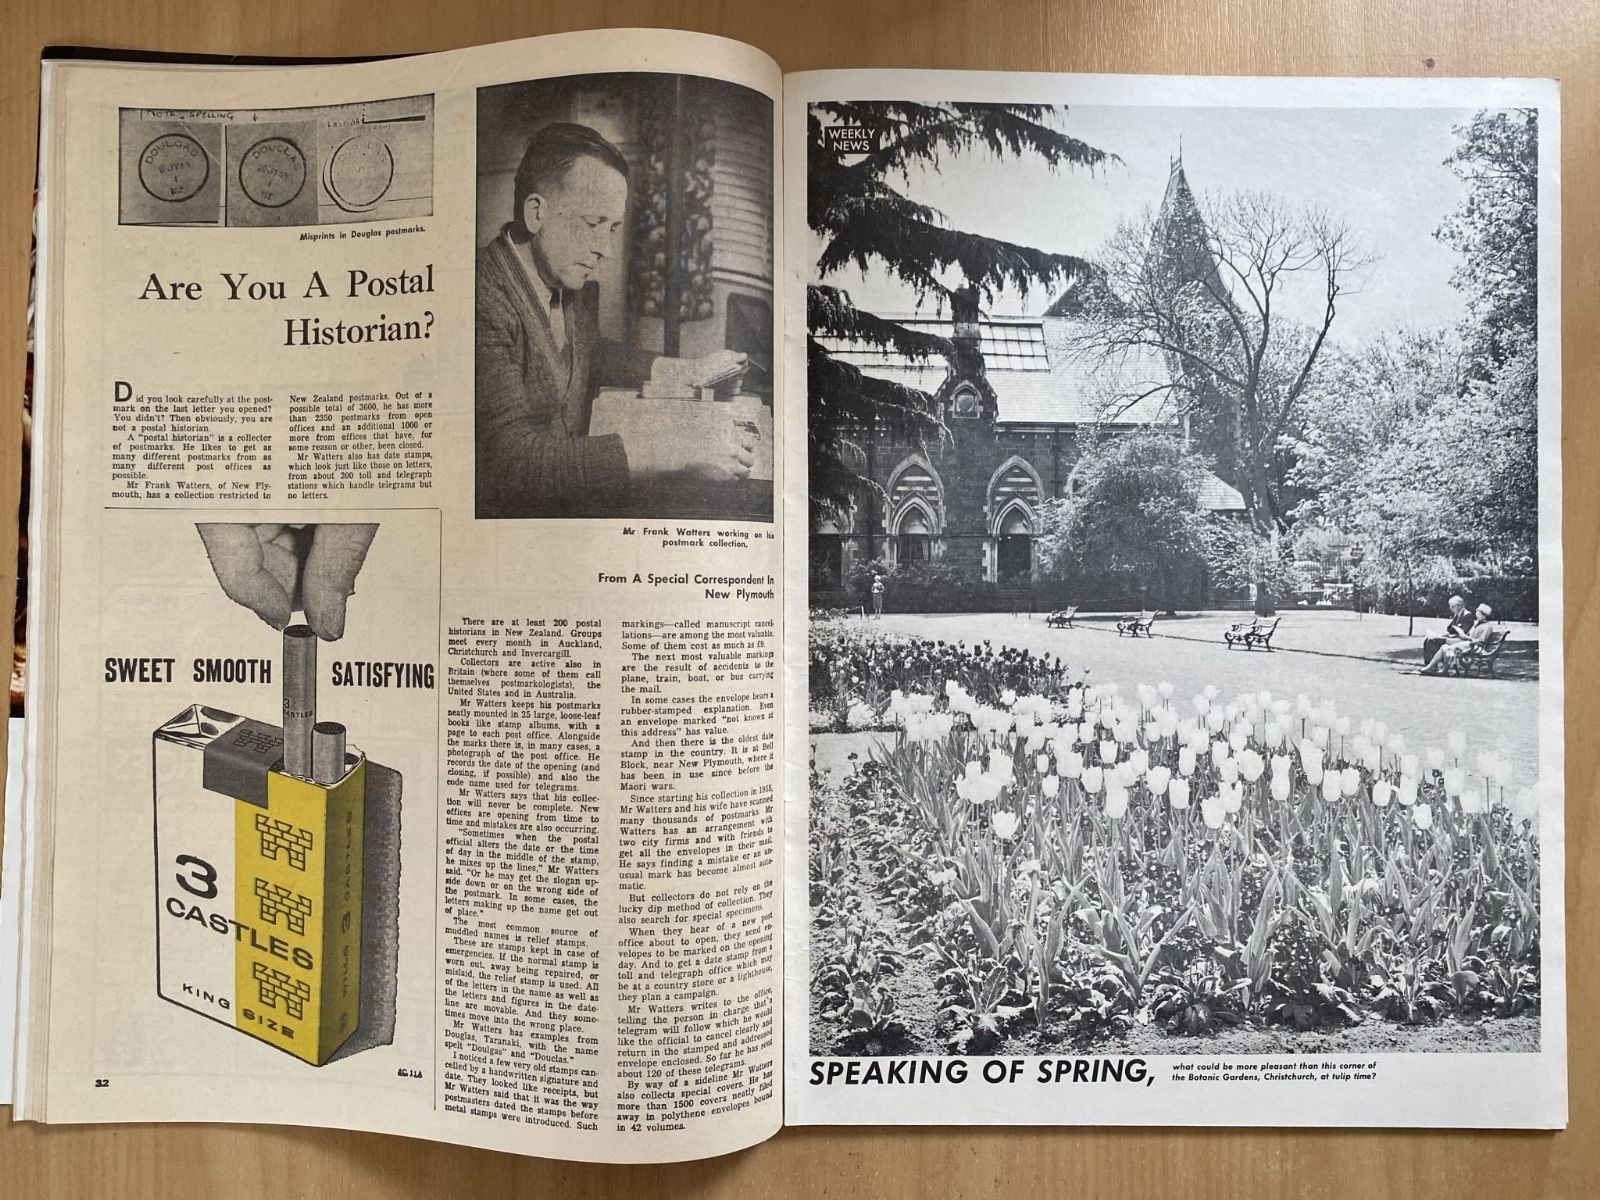 NOTE - SPELLING
DOULGAS
DOUCLAS
NZ
Misprints in Douglas postmarks.
Are You A Postal
Historian?
Did you look carefully at the post-
mark on the last letter you opened?
You didn't? Then obviously, you are
not a postal historian.
A "postal historian" is a collector
of postmarks. He likes to get as
many different postmarks from as
many different post offices as
possible.
Mr Frank Watters, of New Ply-
mouth, has a collection restricted to
New Zealand postmarks. Out of a
possible total of 3600, he has more
than 2350 postmarks from open
offices and an additional 1000 or
more from offices that have, for
some reason or other, been closed.
Mr Watters also has date stamps,
which look just like those on letters,
from about 200 toll and telegraph
stations which handle telegrams but
no letters.
Mr Frank Watters working on his
postmark collection.
From A Special Correspondent In
New Plymouth
There are at least 200 postal
historians in New Zealand. Groups
meet every month in Auckland,
Christchurch and Invercargill.
Collectors are active also in
Britain (where some of them call
themselves postmarkologists), the
United States and in Australia.
Mr Watters keeps his postmarks
neatly mounted in 25 large, loose-leaf
books like stamp albums, with a
page to each post office. Alongside
the marks there is, in many cases, a
photograph of the post office. He
records the date of the opening (and
closing, if possible) and also the
code name used for telegrams.
Mr Watters says that his collec-
tion will never be complete. New
offices are opening from time to
time and mistakes are also occurring.
"Sometimes when the postal
official alters the date or the time
of day in the middle of the stamp,
he mixes up the lines," Mr Watters
said. "Or he may get the slogan up-
side down or on the wrong side of
the postmark. In some cases, the
letters making up the name get out
of place."
The most common source of
muddled names is relief stamps.
These are stamps kept in case of
emergencies. If the normal stamp is
worn out, away being repaired, or
mislaid, the relief stamp is used. All
of the letters in the name as well as
the letters and figures in the date-
line are movable. And they some-
times move into the wrong place.
Mr Watters has examples from
Douglas, Taranaki, with the name
spelt "Doulgas" and "Douclas."
I noticed a few very old stamps can-
celled by a handwritten signature and
date. They looked like receipts, but
Mr Watters said that it was the way
postmasters dated the stamps before
metal stamps were introduced. Such
markings—called manuscript cancel-
lations—are among the most valuable.
Some of them cost as much as £9.
The next most valuable markings
are the result of accidents to the
plane, train, boat, or bus carrying
the mail.
In some cases the envelope bears a
rubber-stamped explanation. Even
an envelope marked "not known at
this address" has value.
And then there is the oldest date
stamp in the country. It is at Bell
Block, near New Plymouth, where it
has been in use since before the
Maori wars.
Since starting his collection in 1955,
Mr Watters and his wife have scanned
many thousands of postmarks. Mr
Watters has an arrangement with
two city firms and with friends to
get all the envelopes in their mail.
He says finding a mistake or an un-
usual mark has become almost auto-
matic.
But collectors do not rely on the
lucky dip method of collection. They
also search for special specimens.
When they hear of a new post
office about to open, they send en-
velopes to be marked on the opening
day. And to get a date stamp from a
toll and telegraph office which may
be at a country store or a lighthouse,
they plan a campaign.
Mr Watters writes to the office,
telling the person in charge that a
telegram will follow which he would
like the official to cancel clearly and
return in the stamped and addressed
envelope enclosed. So far he has sent
about 120 of these telegrams.
By way of a sideline Mr Watters
also collects special covers. He has
more than 1500 covers neatly filed
away in polythene envelopes bound
in 42 volumes.
SWEET SMOOTH SATISFYING
3
CASTLES
3
CASTLES
KING SIZE
WILLS 3 CASTLES
3C 11A
32
WEEKLY
NEWS
SPEAKING OF SPRING,
what could be more pleasant than this corner of
the Botanic Gardens, Christchurch, at tulip time?